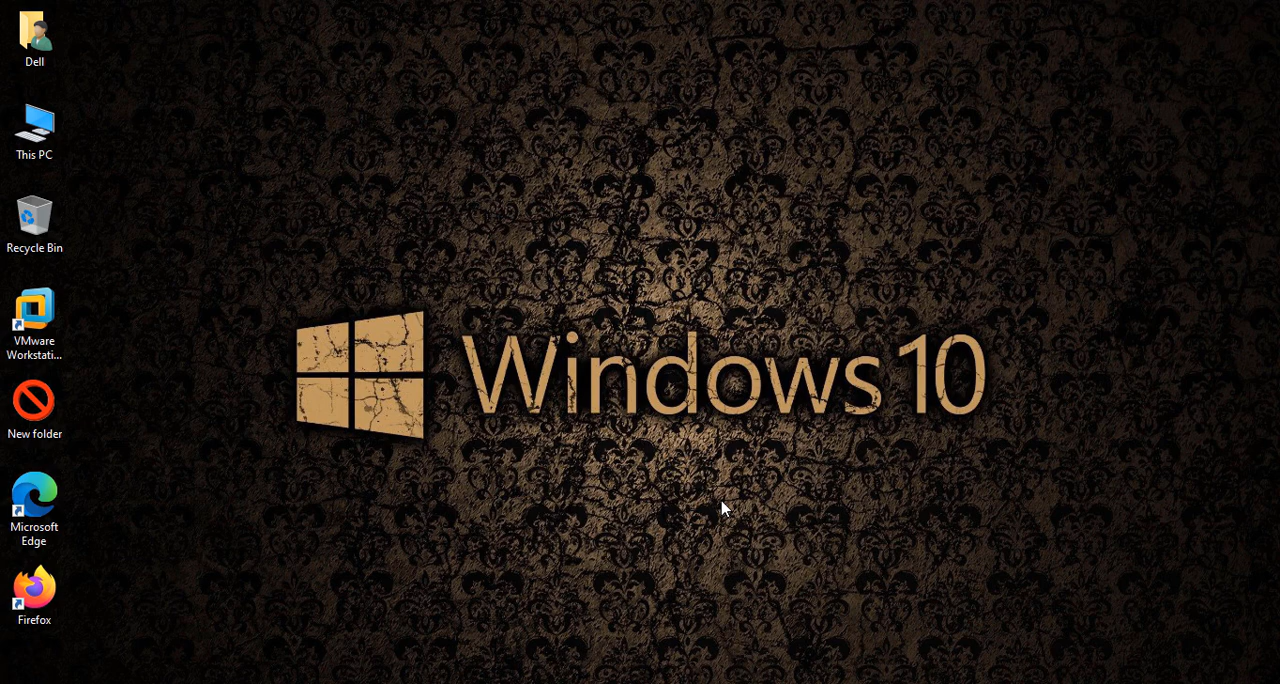 Dell
This PC
Recycle Bin
VMware
Workstati...
New folder
Microsoft
Edge
Firefox
Windows 10